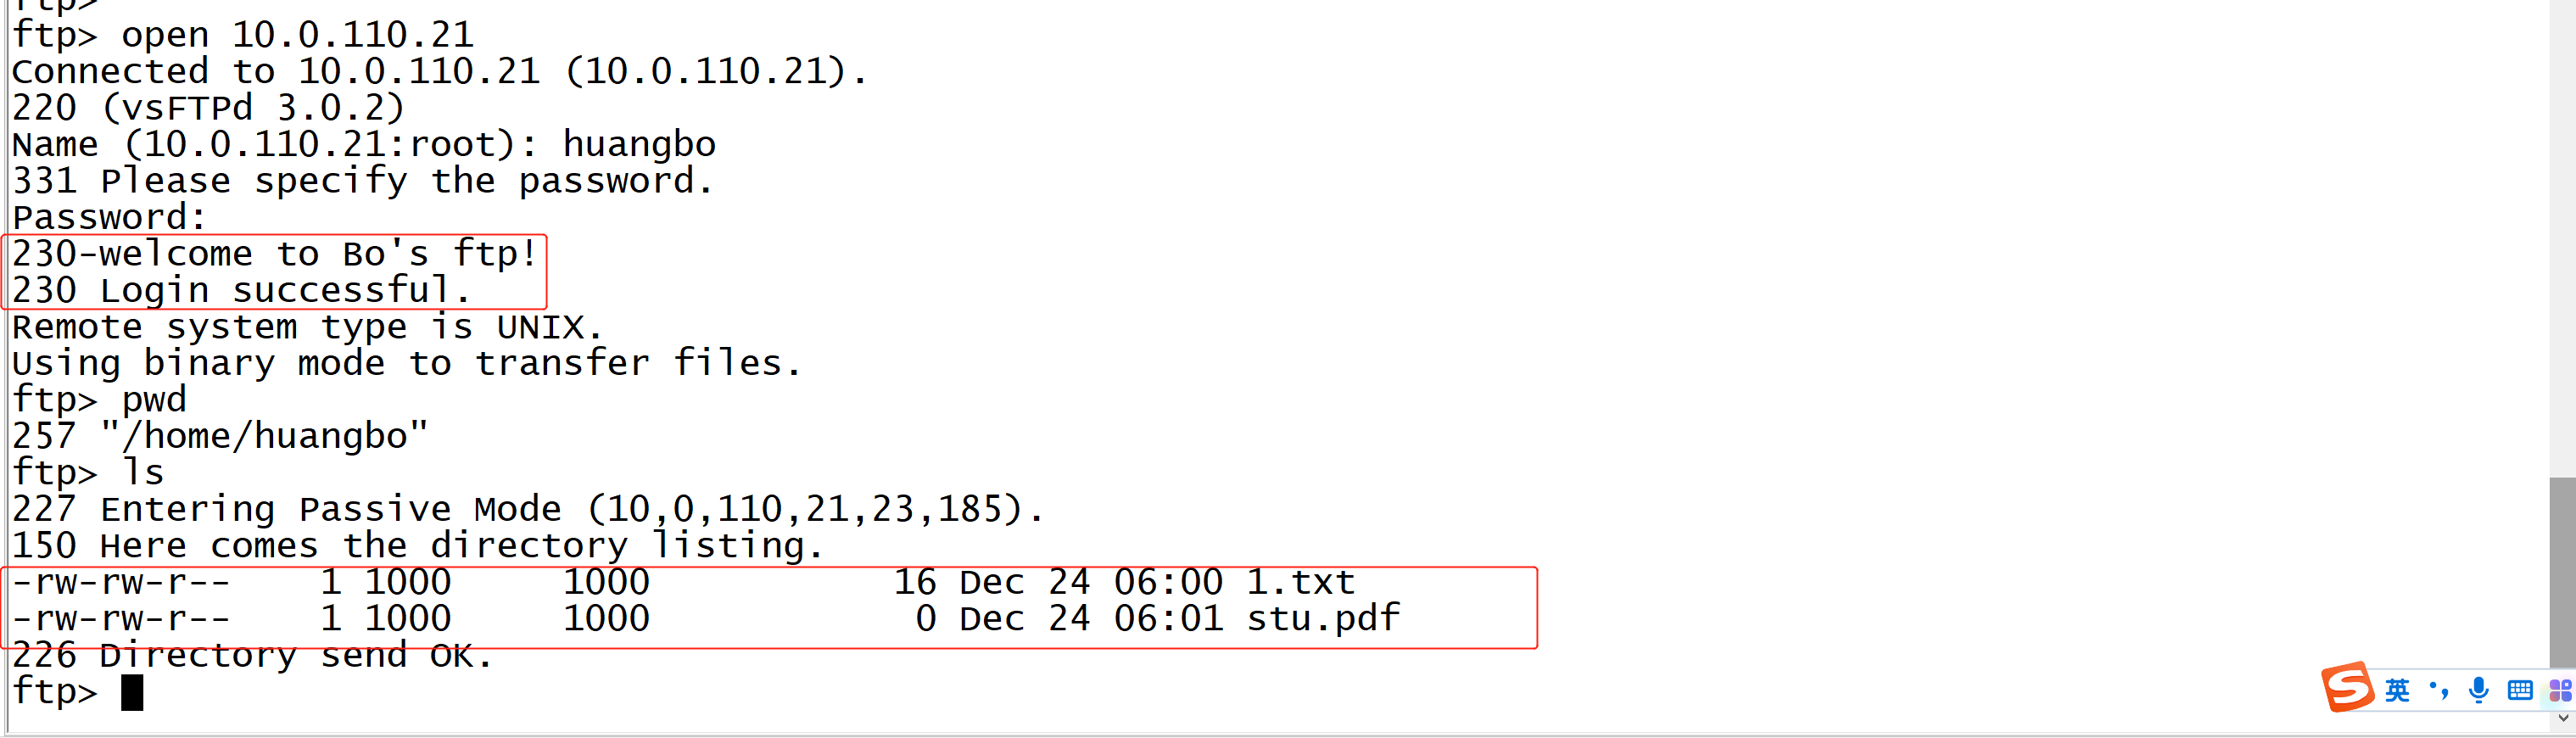 ftp>
ftp> open 10.0.110.21
Connected to 10.0.110.21 (10.0.110.21).
220 (vsFTPd 3.0.2)
Name (10.0.110.21:root): huangbo
331 Please specify the password.
Password:
230-welcome to Bo's ftp!
230 Login successful.
Remote system type is UNIX.
Using binary mode to transfer files.
ftp> pwd
257 "/home/huangbo"
ftp> ls
227 Entering Passive Mode (10,0,110,21,23,185).
150 Here comes the directory listing.
-rw-rw-r--    1 1000     1000           16 Dec 24 06:00 1.txt
-rw-rw-r--    1 1000     1000            0 Dec 24 06:01 stu.pdf
226 Directory send OK.
ftp>
英